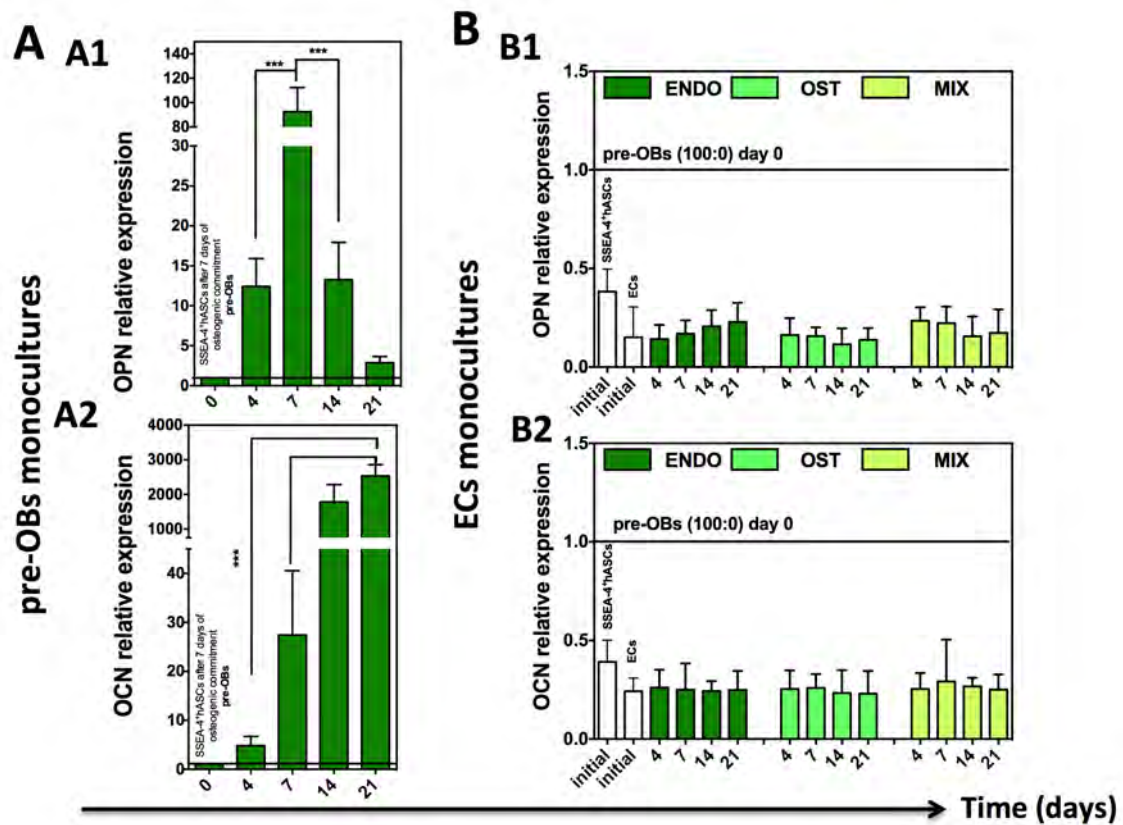 A
A1
pre-OBs monocultures
OPN relative expression
140
120
100
80
30
25
20
15
10
5
0
***
***
SSEA-4⁺hASCs after 7 days of
osteogenic commitment
pre-OBs
0 4 7 14 21
A2
OCN relative expression
4000
3000
2000
1000
40
30
20
10
0
***
SSEA-4⁺hASCs after 7 days of
osteogenic commitment
pre-OBs
0 4 7 14 21
B
B1
ECs monocultures
OPN relative expression
1.5
1.0
0.5
0.0
ENDO OST MIX
pre-OBs (100:0) day 0
SSEA-4⁺hASCs
ECs
initial initial 4 7 14 21 4 7 14 21 4 7 14 21
B2
OCN relative expression
1.5
1.0
0.5
0.0
ENDO OST MIX
pre-OBs (100:0) day 0
SSEA-4⁺hASCs
ECs
initial initial 4 7 14 21 4 7 14 21 4 7 14 21
Time (days)